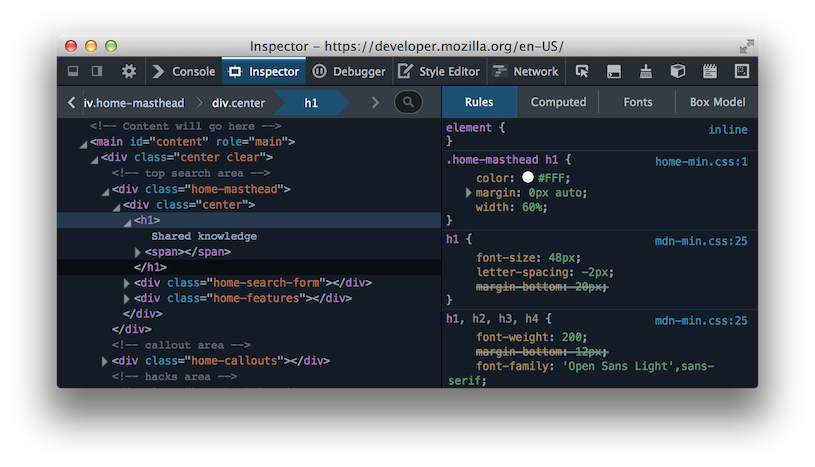 Inspector – https://developer.mozilla.org/en-US/
Console Inspector Debugger Style Editor Network
iv.home-masthead div.center h1
Rules Computed Fonts Box Model
<!-- Content will go here -->
<main id="content" role="main">
<div class="center clear">
<!-- top search area -->
<div class="home-masthead">
<div class="center">
<h1>
Shared knowledge
<span></span>
</h1>
<div class="home-search-form"></div>
<div class="home-features"></div>
</div>
</div>
<!-- callout area -->
<div class="home-callouts"></div>
<!-- hacks area -->
element { inline
}
.home-masthead h1 { home-min.css:1
color: #FFF;
margin: 0px auto;
width: 60%;
}
h1 { mdn-min.css:25
font-size: 48px;
letter-spacing: -2px;
margin-bottom: 20px;
}
h1, h2, h3, h4 { mdn-min.css:25
font-weight: 200;
margin-bottom: 12px;
font-family: 'Open Sans Light',sans-
serif;